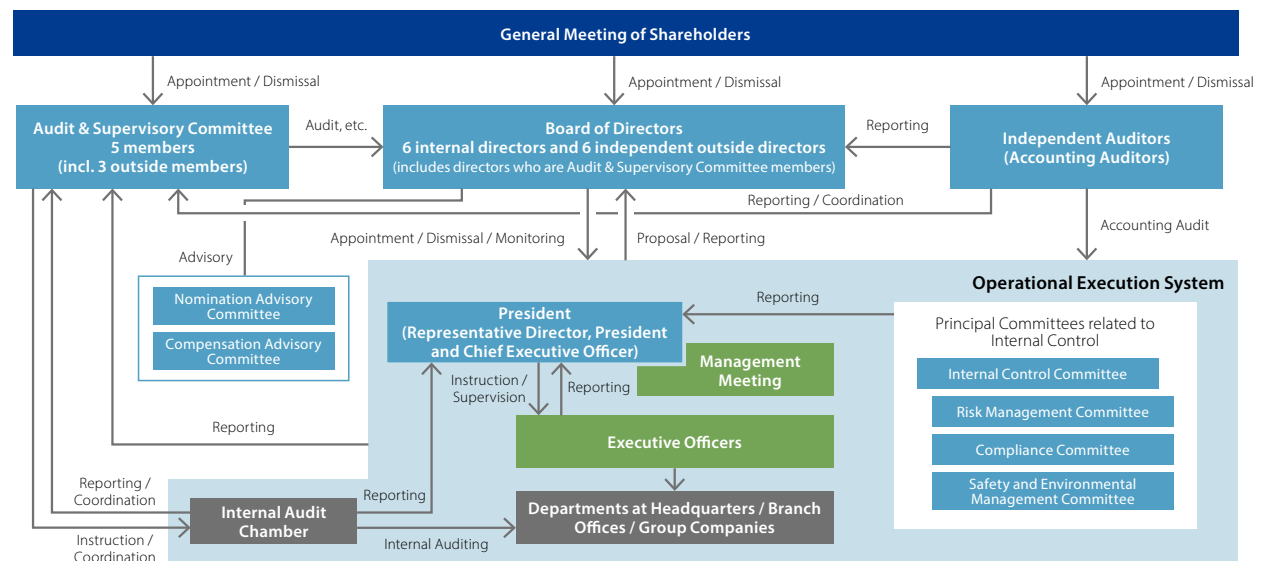 General Meeting of Shareholders
Appointment / Dismissal
Appointment / Dismissal
Appointment / Dismissal
Audit & Supervisory Committee
5 members
(incl. 3 outside members)
Audit, etc.
Board of Directors
6 internal directors and 6 independent outside directors
(includes directors who are Audit & Supervisory Committee members)
Reporting
Independent Auditors
(Accounting Auditors)
Reporting / Coordination
Appointment / Dismissal / Monitoring
Proposal / Reporting
Accounting Audit
Advisory
Nomination Advisory
Committee
Compensation Advisory
Committee
Operational Execution System
President
(Representative Director, President
and Chief Executive Officer)
Reporting
Principal Committees related to
Internal Control
Internal Control Committee
Risk Management Committee
Compliance Committee
Safety and Environmental
Management Committee
Management
Meeting
Instruction /
Supervision
Reporting
Executive Officers
Reporting
Reporting /
Coordination
Internal Audit
Chamber
Reporting
Departments at Headquarters / Branch
Offices / Group Companies
Internal Auditing
Instruction /
Coordination